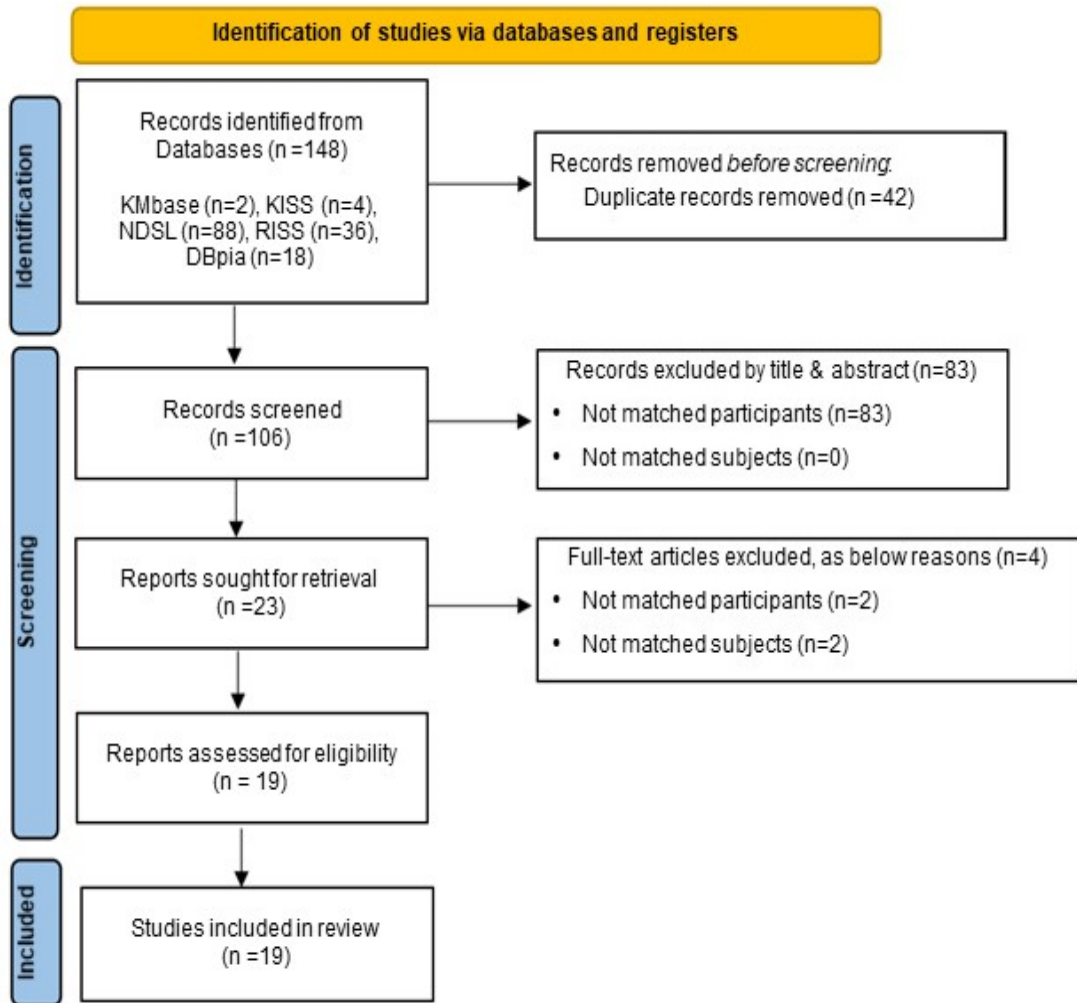 Identification of studies via databases and registers
Identification
Records identified from
Databases (n =148)
KMbase (n=2), KISS (n=4),
NDSL (n=88), RISS (n=36),
DBpia (n=18)
Records removed before screening:
Duplicate records removed (n =42)
Screening
Records screened
(n =106)
Records excluded by title & abstract (n=83)
• Not matched participants (n=83)
• Not matched subjects (n=0)
Reports sought for retrieval
(n =23)
Full-text articles excluded, as below reasons (n=4)
• Not matched participants (n=2)
• Not matched subjects (n=2)
Reports assessed for eligibility
(n = 19)
Included
Studies included in review
(n =19)